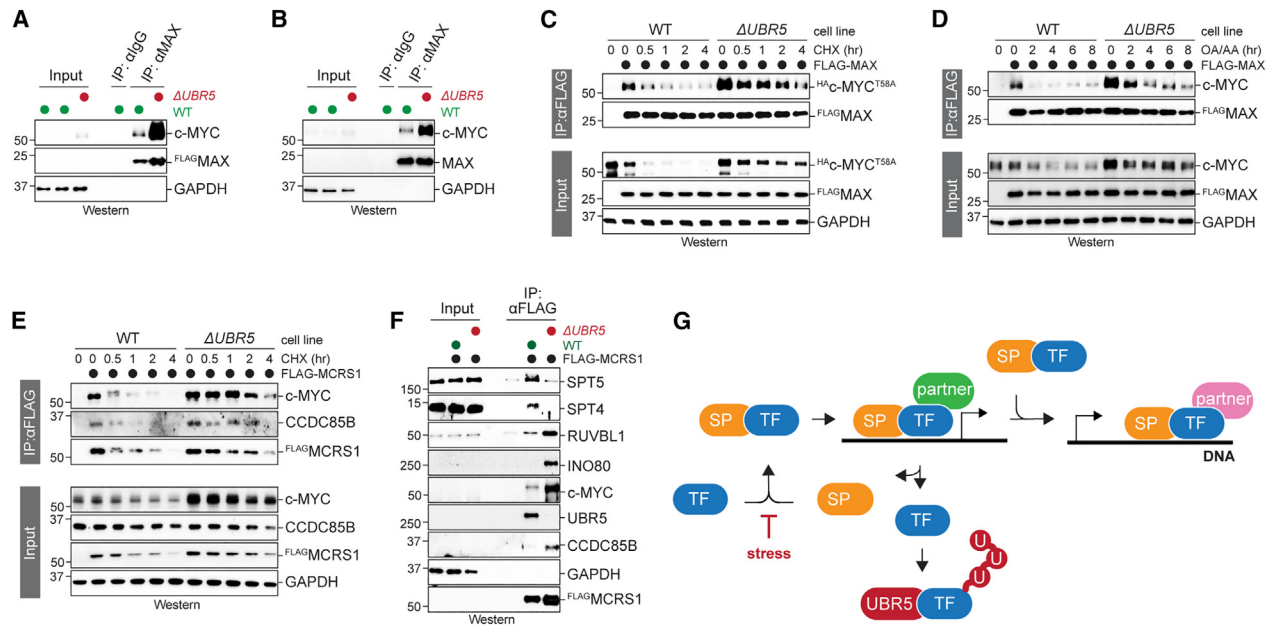 A
IP: αIgG
IP: αMAX
Input
ΔUBR5
WT
50 c-MYC
25 FLAGMAX
37 GAPDH
Western
B
IP: αIgG
IP: αMAX
Input
ΔUBR5
WT
50 c-MYC
25 MAX
37 GAPDH
Western
C
WT ΔUBR5 cell line
0 0 0.5 1 2 4 0 0.5 1 2 4 CHX (hr)
FLAG-MAX
IP:αFLAG
50 HAc-MYCT58A
25 FLAGMAX
Input
50 HAc-MYCT58A
25 FLAGMAX
37 GAPDH
Western
D
WT ΔUBR5 cell line
0 0 2 4 6 8 0 2 4 6 8 OA/AA (hr)
FLAG-MAX
IP:αFLAG
50 c-MYC
25 FLAGMAX
Input
50 c-MYC
25 FLAGMAX
37 GAPDH
Western
E
WT ΔUBR5 cell line
0 0 0.5 1 2 4 0 0.5 1 2 4 CHX (hr)
FLAG-MCRS1
IP:αFLAG
50 c-MYC
37 CCDC85B
50 FLAGMCRS1
Input
50 c-MYC
37 CCDC85B
50 FLAGMCRS1
37 GAPDH
Western
F
Input IP: αFLAG
ΔUBR5
WT
FLAG-MCRS1
150 SPT5
15 SPT4
50 RUVBL1
250 INO80
50 c-MYC
250 UBR5
37 CCDC85B
37 GAPDH
50 FLAGMCRS1
Western
G
SP TF
partner
partner
SP TF
SP TF
SP TF
DNA
TF
SP
TF
stress
U
U
U
UBR5 TF